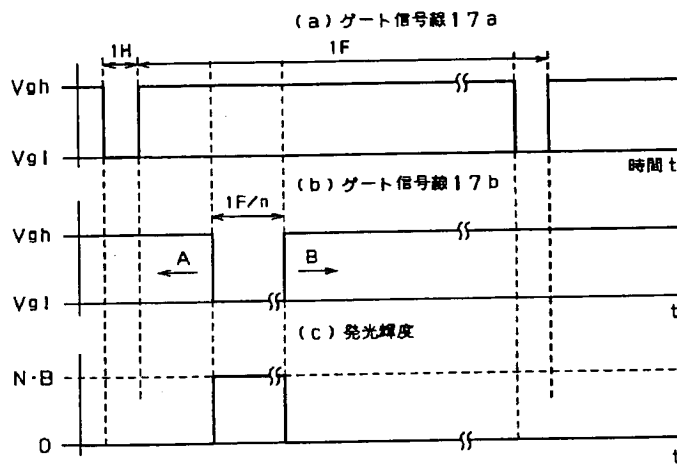 (a)ゲート信号線17a
1H
1F
Vgh
Vgl
時間t
(b)ゲート信号線17b
1F/n
Vgh
A
B
Vgl
t
(c)発光輝度
N·B
0
t